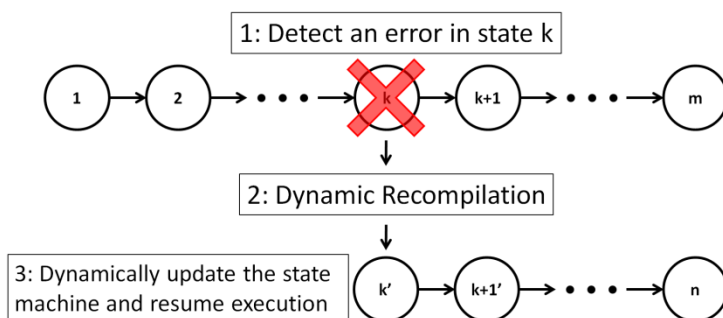 1: Detect an error in state k
1 2 k k+1 m
2: Dynamic Recompilation
3: Dynamically update the state
machine and resume execution
k' k+1' n